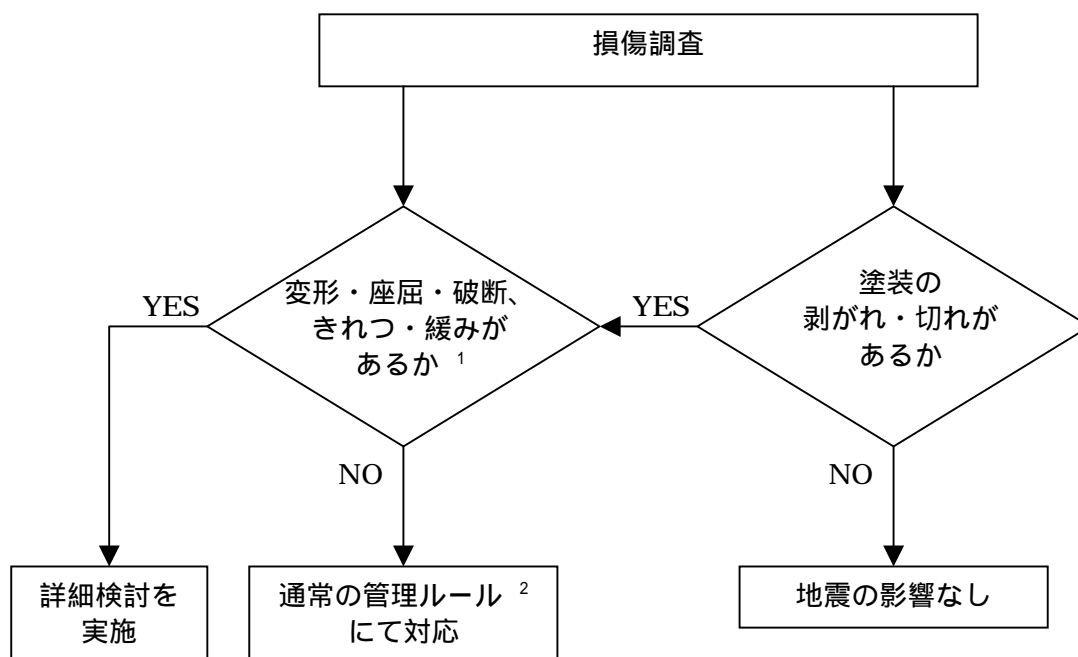 損傷調査
YES
変形・座屈・破断、
きれつ・緩みが
あるか 1
YES
塗装の
剥がれ・切れが
あるか
NO
NO
詳細検討を
実施
通常の管理ルール 2
にて対応
地震の影響なし